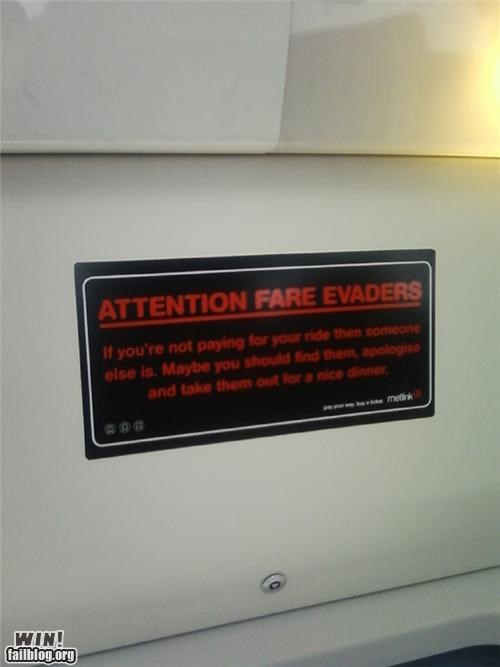 ATTENTION FARE EVADERS
If you're not paying for your ride then someone
else is. Maybe you should find them, apologise
and take them out for a nice dinner.
pay your way. buy a ticket. metlink
WIN!
failblog.org